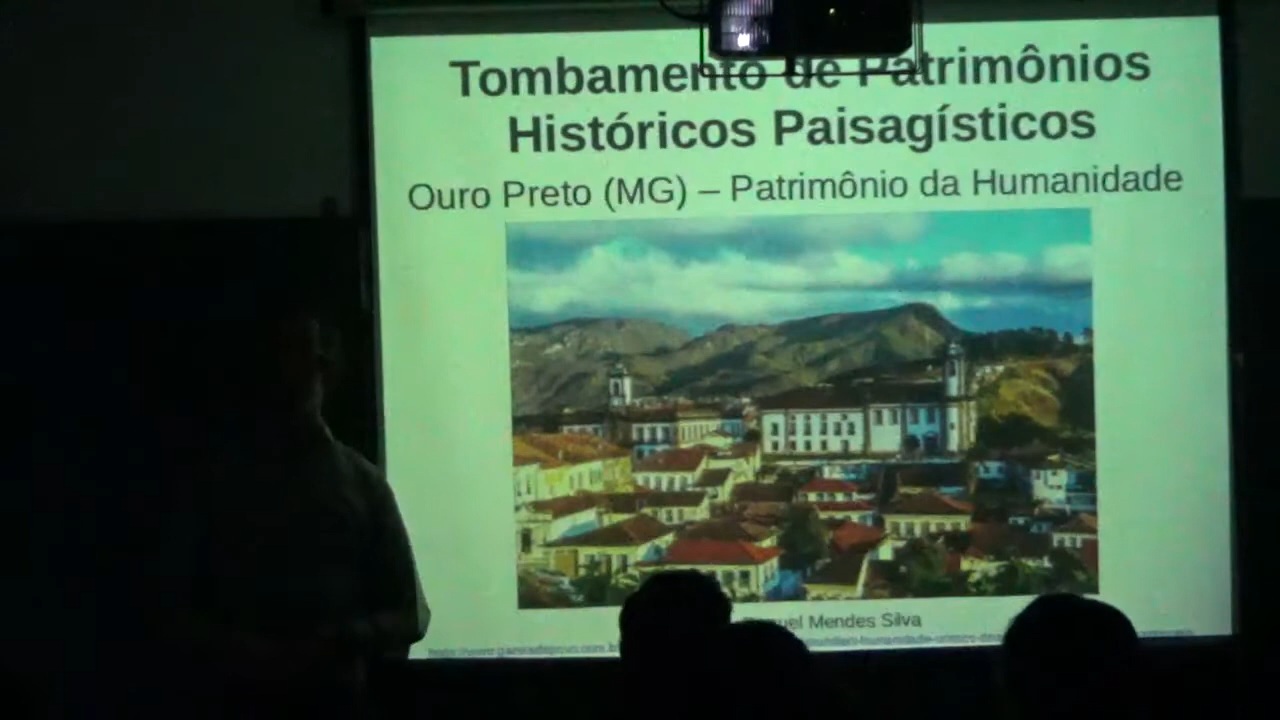 Tombamento de Patrimônios
Históricos Paisagísticos
Ouro Preto (MG) – Patrimônio da Humanidade
Mendes Silva